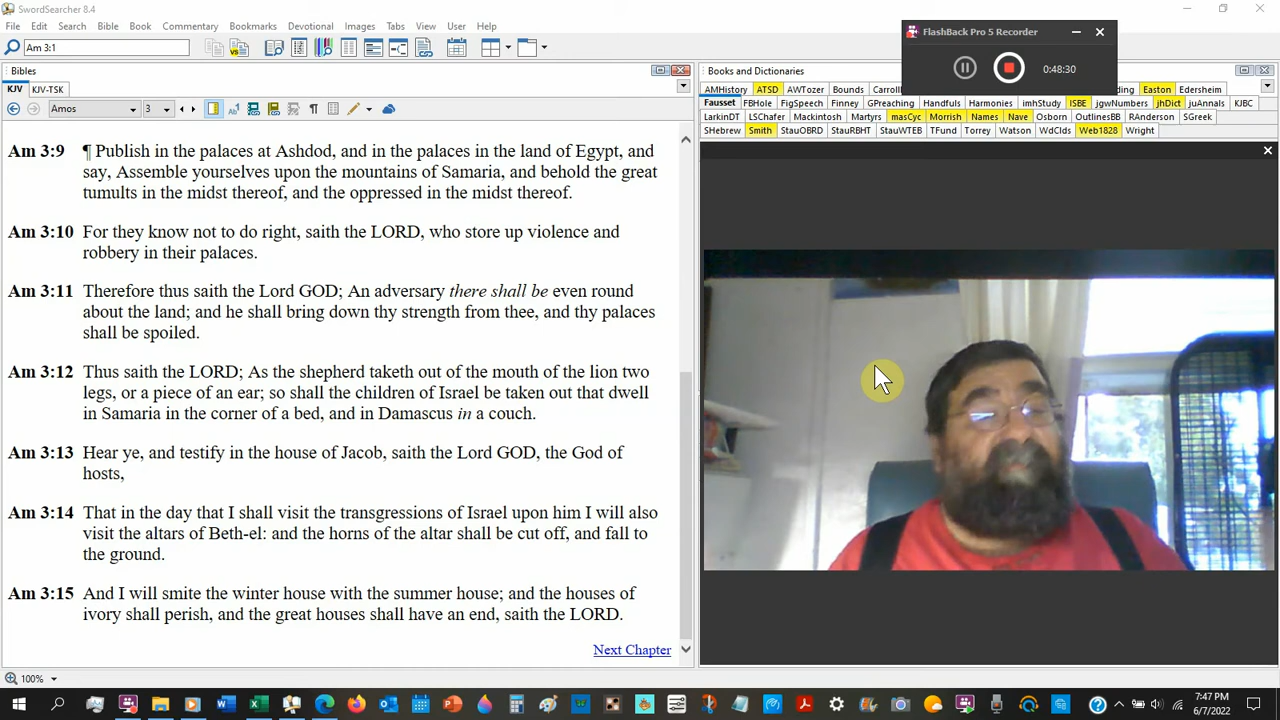 SwordSearcher 8.4
File Edit Search Bible Book Commentary Bookmarks Devotional Images Tabs View User Help
Am 3:1
FlashBack Pro 5 Recorder
0:48:30
Bibles
KJV KJV-TSK
Amos 3
Am 3:9 ¶ Publish in the palaces at Ashdod, and in the palaces in the land of Egypt, and
say, Assemble yourselves upon the mountains of Samaria, and behold the great
tumults in the midst thereof, and the oppressed in the midst thereof.
Am 3:10 For they know not to do right, saith the LORD, who store up violence and
robbery in their palaces.
Am 3:11 Therefore thus saith the Lord GOD; An adversary there shall be even round
about the land; and he shall bring down thy strength from thee, and thy palaces
shall be spoiled.
Am 3:12 Thus saith the LORD; As the shepherd taketh out of the mouth of the lion two
legs, or a piece of an ear; so shall the children of Israel be taken out that dwell
in Samaria in the corner of a bed, and in Damascus in a couch.
Am 3:13 Hear ye, and testify in the house of Jacob, saith the Lord GOD, the God of
hosts,
Am 3:14 That in the day that I shall visit the transgressions of Israel upon him I will also
visit the altars of Beth-el: and the horns of the altar shall be cut off, and fall to
the ground.
Am 3:15 And I will smite the winter house with the summer house; and the houses of
ivory shall perish, and the great houses shall have an end, saith the LORD.
Next Chapter
100%
Books and Dictionaries
AMHistory ATSD AWTozer Bounds Easton Edersheim
Fausset FBHole FigSpeech Finney GPreaching Handfuls Harmonies imhStudy ISBE jgwNumbers jhDict juAnnals KJBC
LarkinDT LSChafer Mackintosh Martyrs masCyc Morrish Names Nave Osborn OutlinesBB RAnderson SGreek
SHebrew Smith StauOBRD StauRBHT StauWTEB TFund Torrey Watson WdClds Web1828 Wright
7:47 PM
6/7/2022